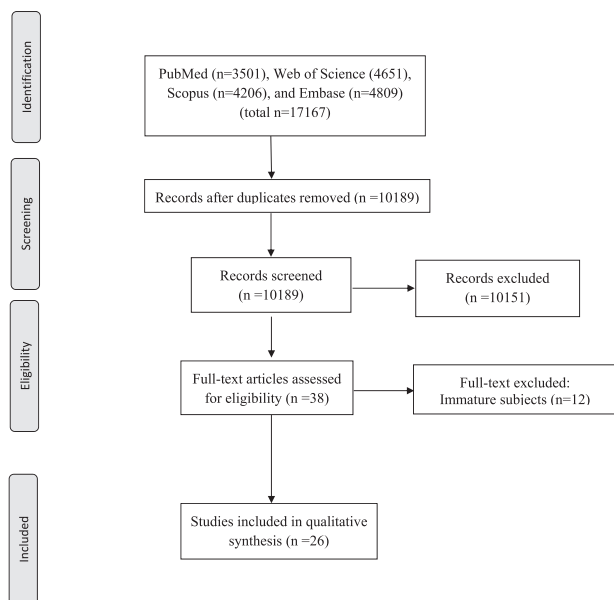 Identification
PubMed (n=3501), Web of Science (4651),
Scopus (n=4206), and Embase (n=4809)
(total n=17167)
Screening
Records after duplicates removed (n =10189)
Records screened
(n =10189)
Records excluded
(n =10151)
Eligibility
Full-text articles assessed
for eligibility (n =38)
Full-text excluded:
Immature subjects (n=12)
Included
Studies included in qualitative
synthesis (n =26)